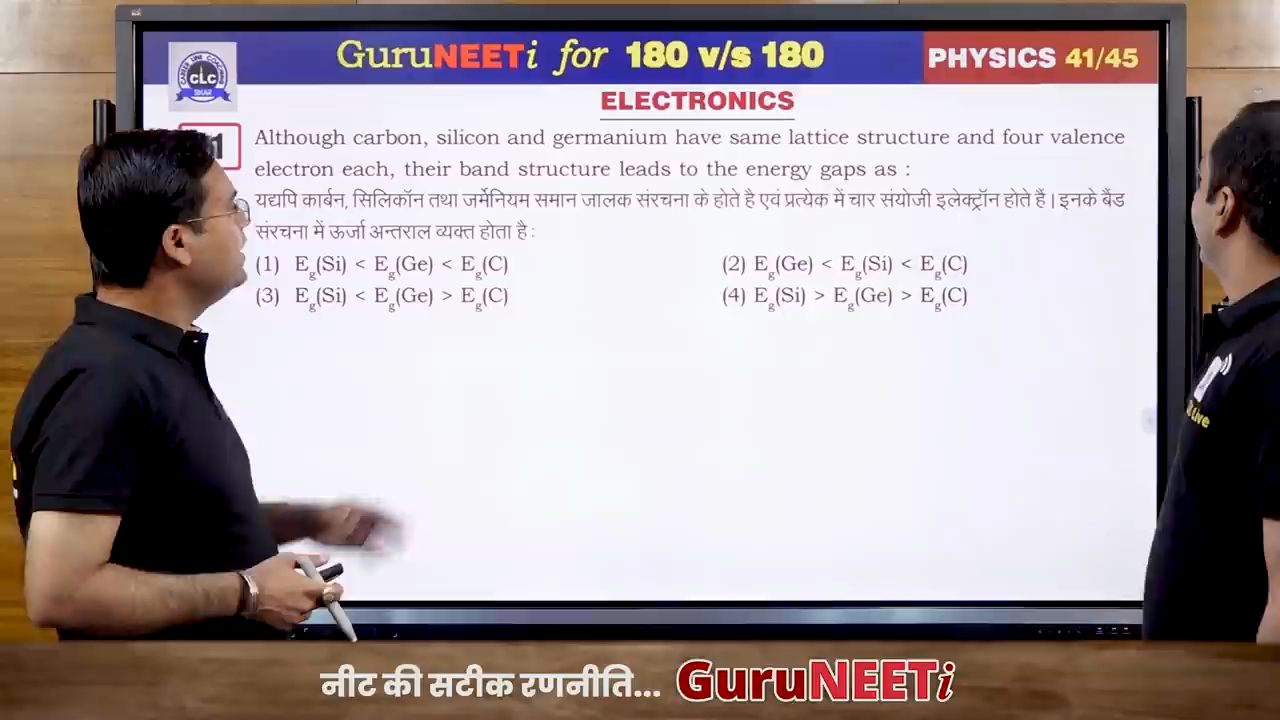 GuruNEETi for 180 v/s 180
PHYSICS 41/45
CLC
SIKAR
ELECTRONICS
1
Although carbon, silicon and germanium have same lattice structure and four valence
electron each, their band structure leads to the energy gaps as :
यद्यपि कार्बन, सिलिकॉन तथा जर्मेनियम समान जालक संरचना के होते है एवं प्रत्येक में चार संयोजी इलेक्ट्रॉन होते हैं। इनके बैंड
संरचना में ऊर्जा अन्तराल व्यक्त होता है :
(1) Eg(Si) < Eg(Ge) < Eg(C)
(2) Eg(Ge) < Eg(Si) < Eg(C)
(3) Eg(Si) < Eg(Ge) > Eg(C)
(4) Eg(Si) > Eg(Ge) > Eg(C)
Live
नीट की सटीक रणनीति... GuruNEETi